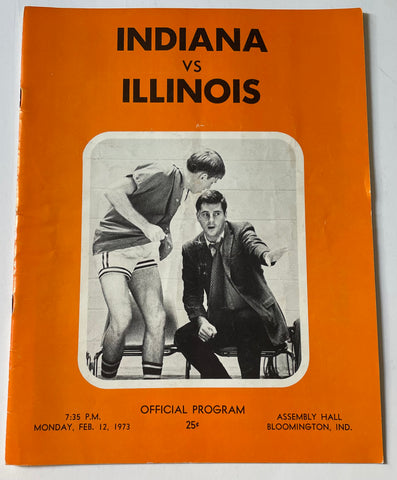 INDIANA
VS
ILLINOIS
7:35 P.M.
MONDAY, FEB. 12, 1973
OFFICIAL PROGRAM
25¢
ASSEMBLY HALL
BLOOMINGTON, IND.